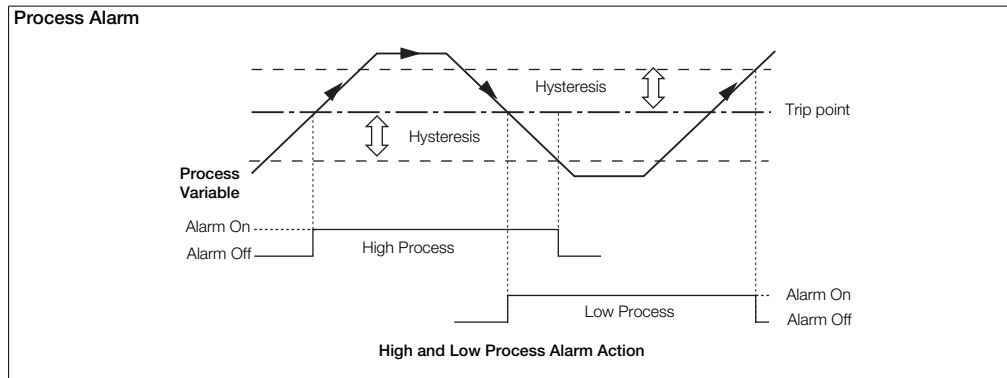 Process Alarm
Hysteresis
Trip point
Hysteresis
Process
Variable
Alarm On
Alarm Off
High Process
Alarm On
Low Process
Alarm Off
High and Low Process Alarm Action